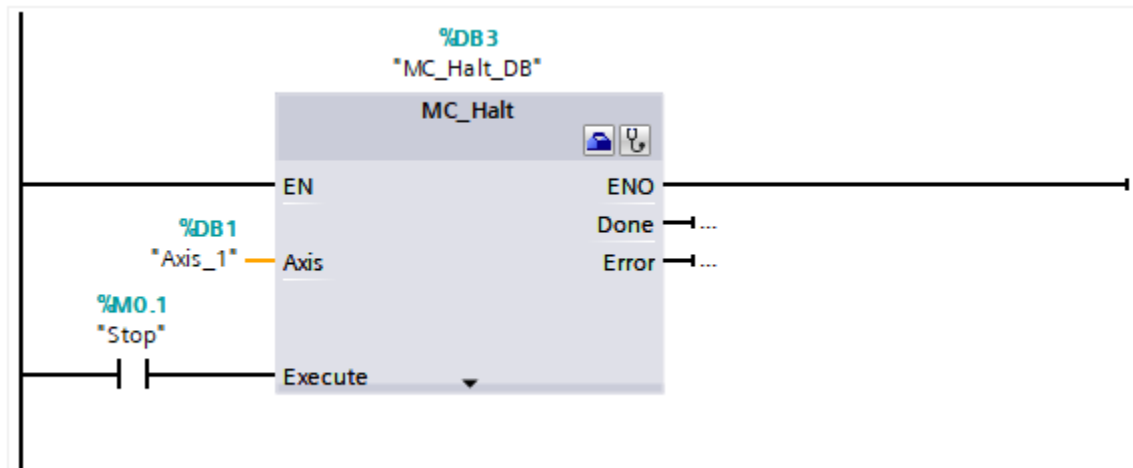 %DB3
"MC_Halt_DB"
MC_Halt
EN
ENO
%DB1
"Axis_1"
Axis
Done
...
Error
...
%M0.1
"Stop"
Execute